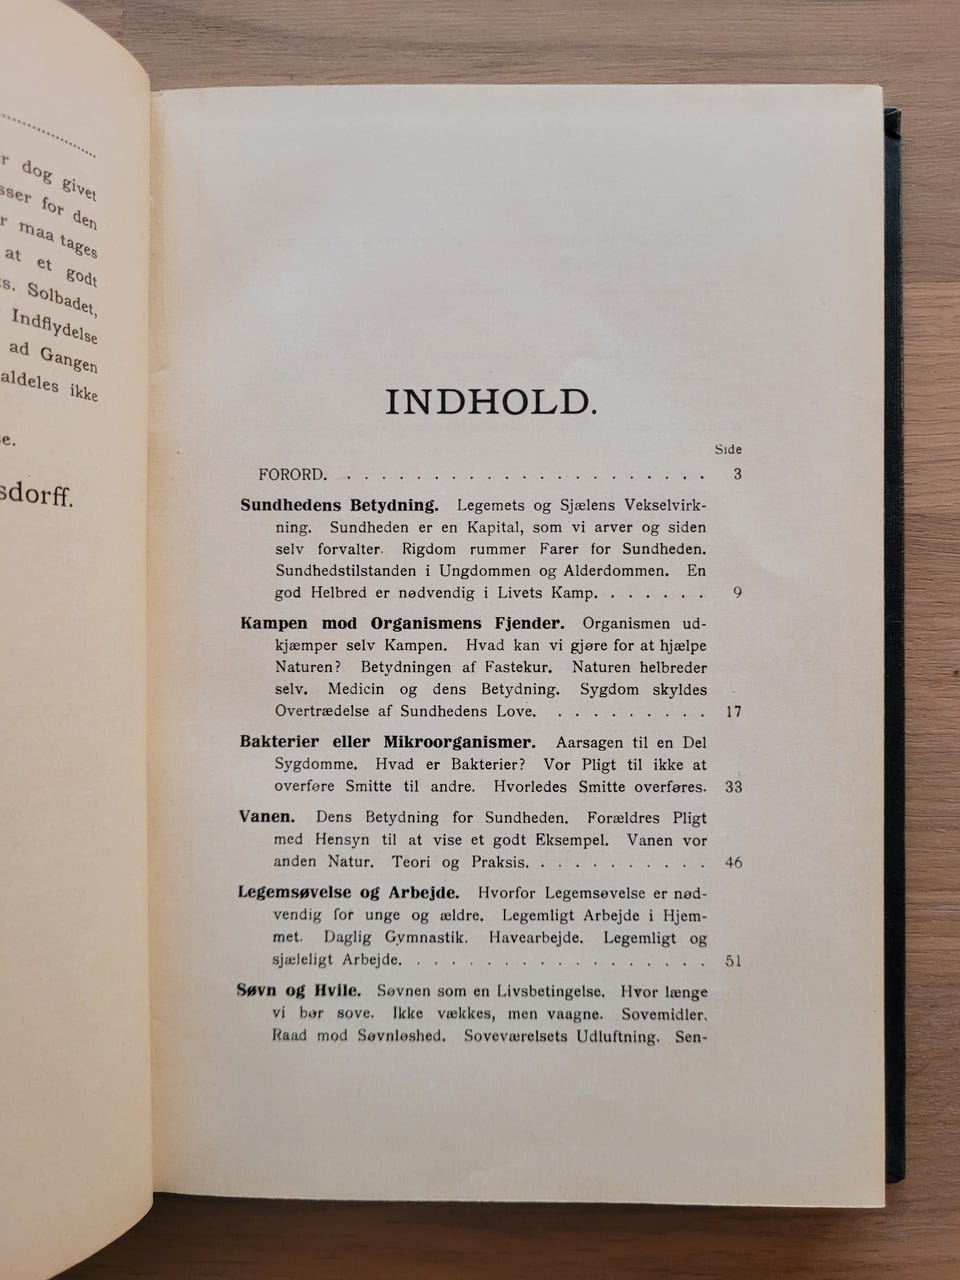 dog givet
for den
maa tages
at et godt
Solbadet,
Indflydelse
ad Gangen
aldeles ikke
INDHOLD.
Side
FORORD. . . . . . . . . . . . . . . . . . . . . . 3
Sundhedens Betydning. Legemets og Sjælens Vekselvirk-
ning. Sundheden er en Kapital, som vi arver og siden
selv forvalter. Rigdom rummer Farer for Sundheden.
Sundhedstilstanden i Ungdommen og Alderdommen. En
god Helbred er nødvendig i Livets Kamp. . . . . . . 9
Kampen mod Organismens Fjender. Organismen ud-
kjæmper selv Kampen. Hvad kan vi gjøre for at hjælpe
Naturen? Betydningen af Fastekur. Naturen helbreder
selv. Medicin og dens Betydning. Sygdom skyldes
Overtrædelse af Sundhedens Love. . . . . . . . . 17
Bakterier eller Mikroorganismer. Aarsagen til en Del
Sygdomme. Hvad er Bakterier? Vor Pligt til ikke at
overføre Smitte til andre. Hvorledes Smitte overføres. 33
Vanen. Dens Betydning for Sundheden. Forældres Pligt
med Hensyn til at vise et godt Eksempel. Vanen vor
anden Natur. Teori og Praksis. . . . . . . . . . . 46
Legemsøvelse og Arbejde. Hvorfor Legemsøvelse er nød-
vendig for unge og ældre. Legemligt Arbejde i Hjem-
met. Daglig Gymnastik. Havearbejde. Legemligt og
sjæleligt Arbejde. . . . . . . . . . . . . . . . . . 51
Søvn og Hvile. Søvnen som en Livsbetingelse. Hvor længe
vi bør sove. Ikke vækkes, men vaagne. Sovemidler.
Raad mod Søvnløshed. Soveværelsets Udluftning. Sen-